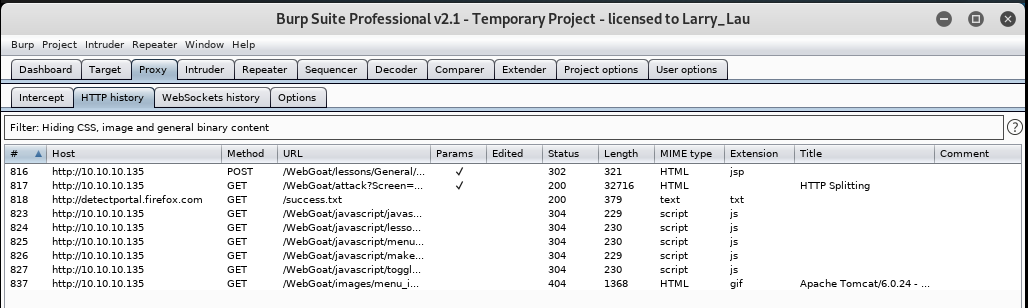 Burp Suite Professional v2.1 - Temporary Project - licensed to Larry_Lau
Burp Project Intruder Repeater Window Help
Dashboard Target Proxy Intruder Repeater Sequencer Decoder Comparer Extender Project options User options
Intercept HTTP history WebSockets history Options
Filter: Hiding CSS, image and general binary content ?
# Host Method URL Params Edited Status Length MIME type Extension Title Comment
816 http://10.10.10.135 POST /WebGoat/lessons/General/... ✓ 302 321 HTML jsp
817 http://10.10.10.135 GET /WebGoat/attack?Screen=... ✓ 200 32716 HTML HTTP Splitting
818 http://detectportal.firefox.com GET /success.txt 200 379 text txt
823 http://10.10.10.135 GET /WebGoat/javascript/javas... 304 229 script js
824 http://10.10.10.135 GET /WebGoat/javascript/lesso... 304 230 script js
825 http://10.10.10.135 GET /WebGoat/javascript/menu... 304 230 script js
826 http://10.10.10.135 GET /WebGoat/javascript/make... 304 229 script js
827 http://10.10.10.135 GET /WebGoat/javascript/toggl... 304 230 script js
837 http://10.10.10.135 GET /WebGoat/images/menu_i... 404 1368 HTML gif Apache Tomcat/6.0.24 - ...